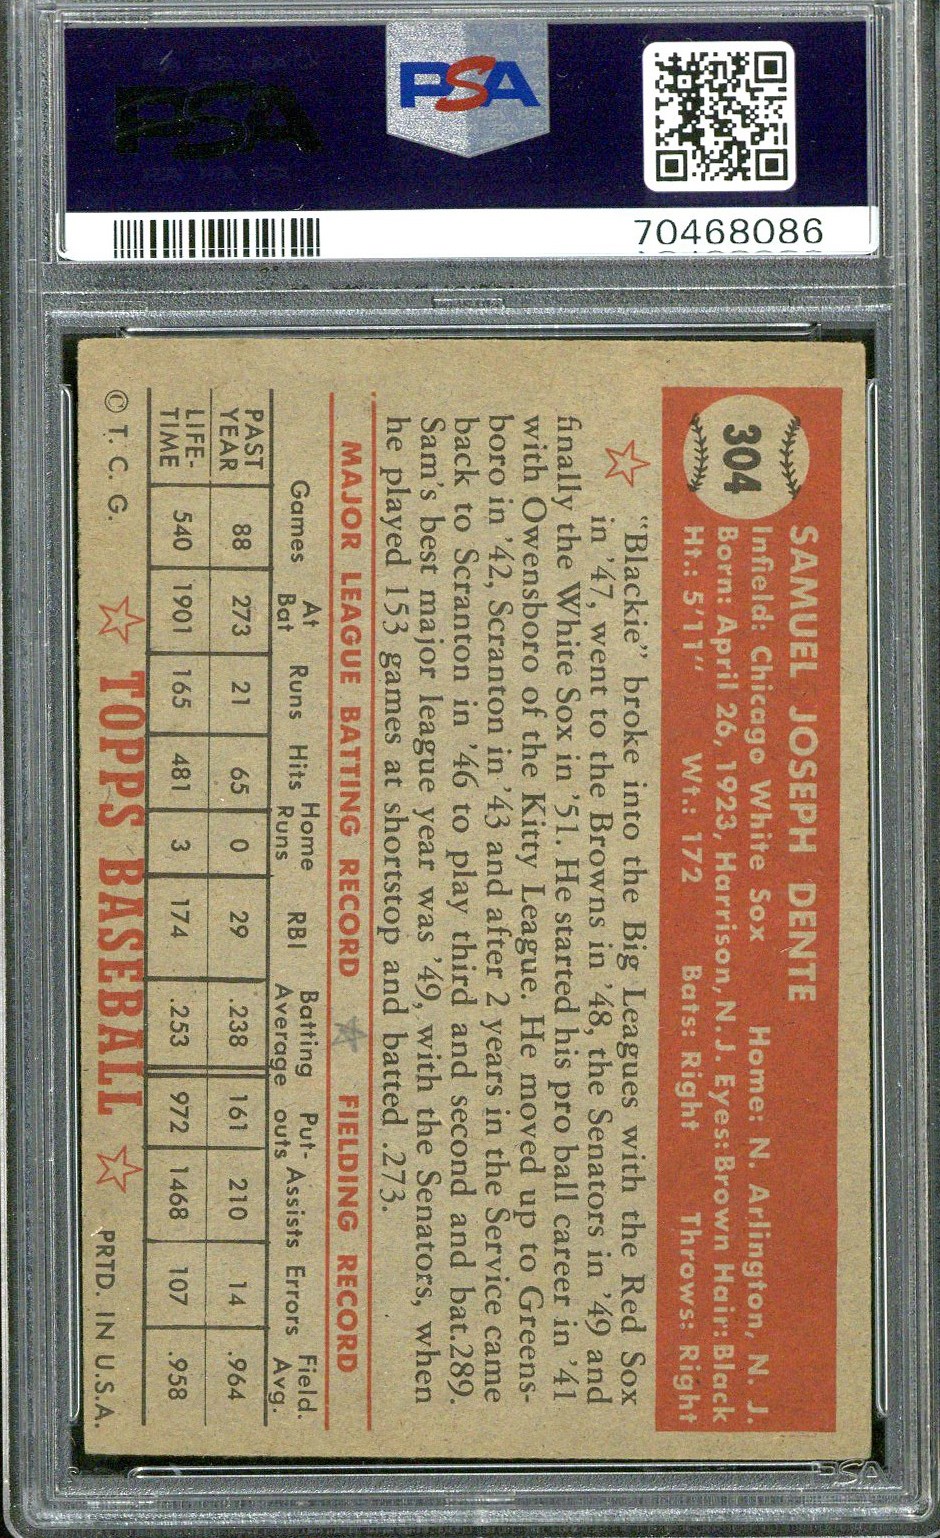 PSA
PSA
70468086
304
SAMUEL JOSEPH DENTE
Infield: Chicago White Sox Home: N. Arlington, N. J.
Born: April 26, 1923, Harrison, N. J. Eyes: Brown Hair: Black
Ht.: 5'11" Wt.: 172 Bats: Right Throws: Right
"Blackie" broke into the Big Leagues with the Red Sox
in '47, went to the Browns in '48, the Senators in '49 and
finally the White Sox in '51. He started his pro ball career in '41
with Owensboro of the Kitty League. He moved up to Greens-
boro in '42, Scranton in '43 and after 2 years in the Service came
back to Scranton in '46 to play third and second and bat.289.
Sam's best major league year was '49, with the Senators, when
he played 153 games at shortstop and batted .273.
MAJOR LEAGUE BATTING RECORD FIELDING RECORD
Games At Bat Runs Hits Home Runs RBI Batting Average Put-outs Assists Errors Field. Avg.
PAST YEAR 88 273 21 65 0 29 .238 161 210 14 .964
LIFE-TIME 540 1901 165 481 3 174 .253 972 1468 107 .958
© T. C. G. TOPPS BASEBALL PRTD. IN U.S.A.
PSA